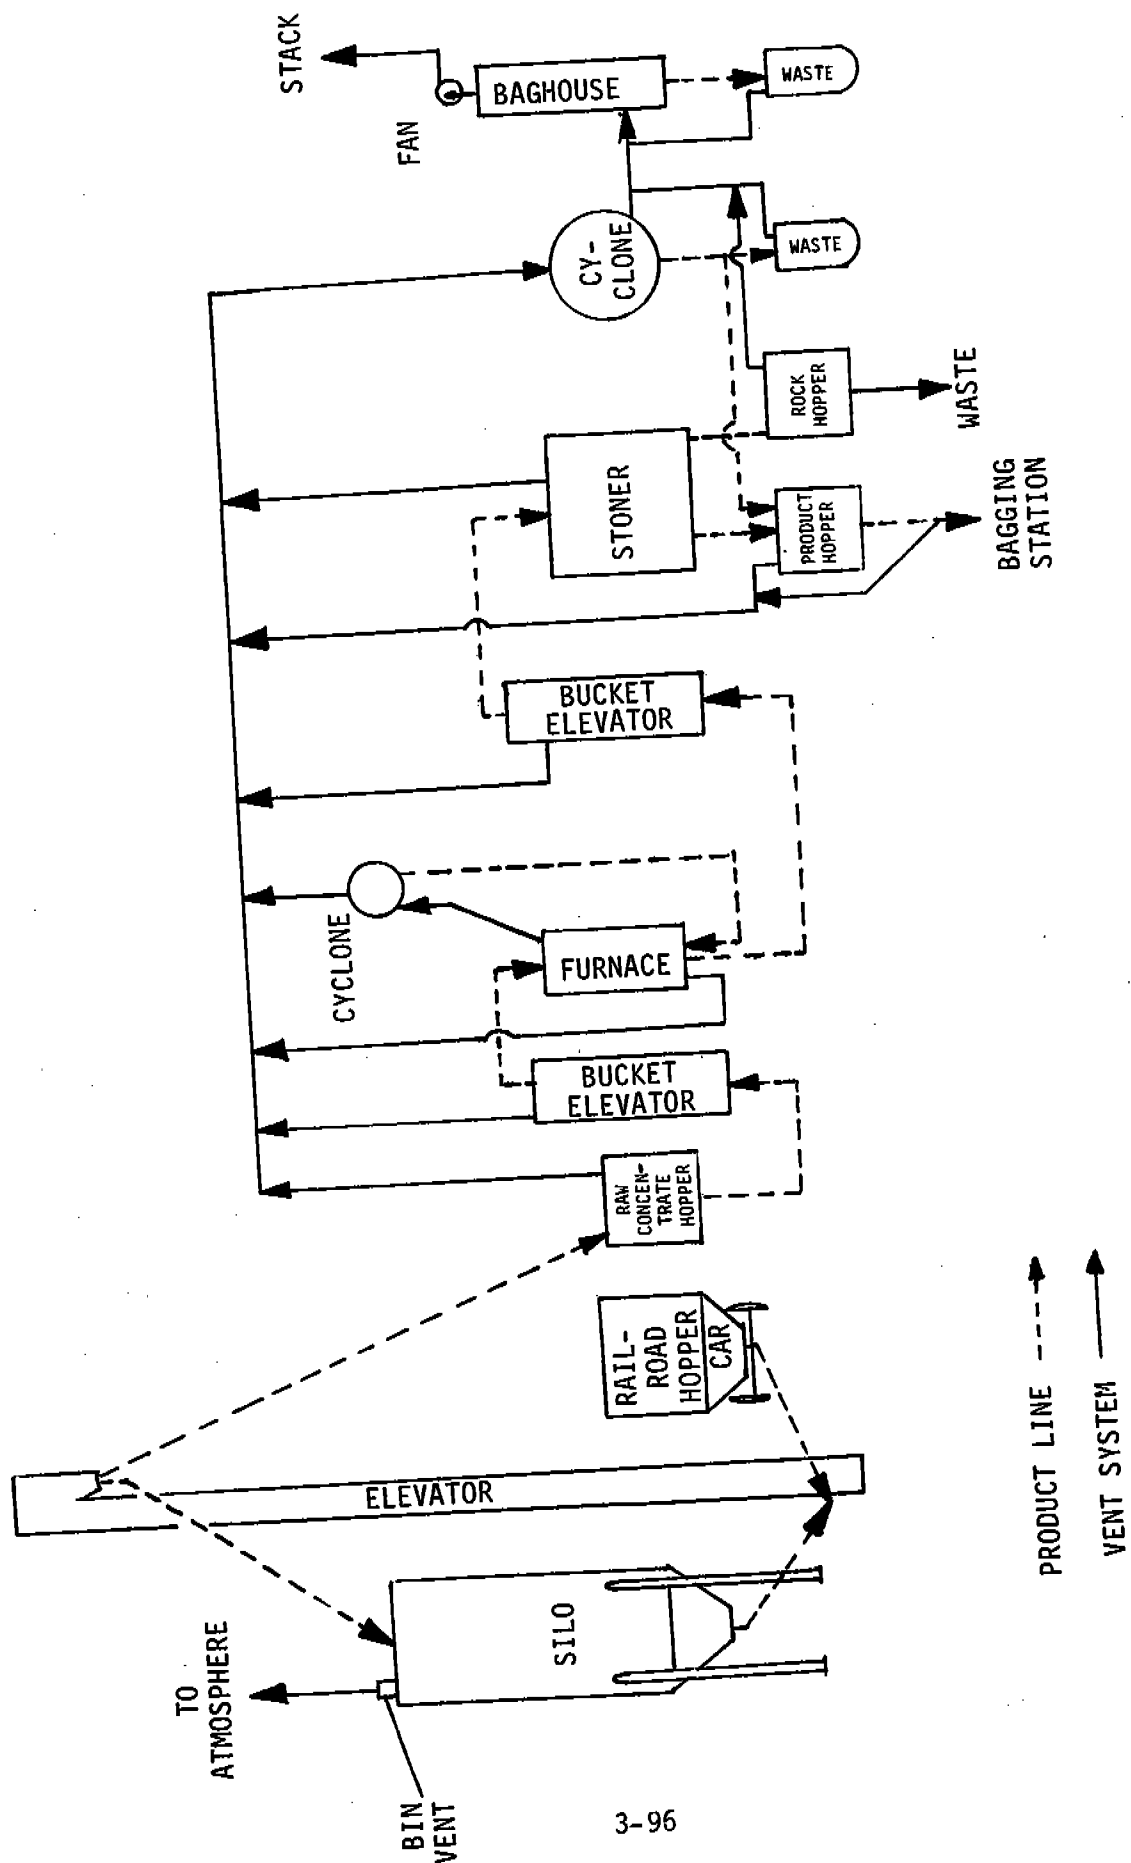 TO
ATMOSPHERE
BIN
VENT
SILO
ELEVATOR
RAIL-
ROAD
HOPPER
CAR
RAW
CONCEN-
TRATE
HOPPER
BUCKET
ELEVATOR
CYCLONE
FURNACE
BUCKET
ELEVATOR
STONER
PRODUCT
HOPPER
BAGGING
STATION
ROCK
HOPPER
WASTE
CY-
CLONE
WASTE
STACK
FAN
BAGHOUSE
WASTE
PRODUCT LINE
VENT SYSTEM
3-96